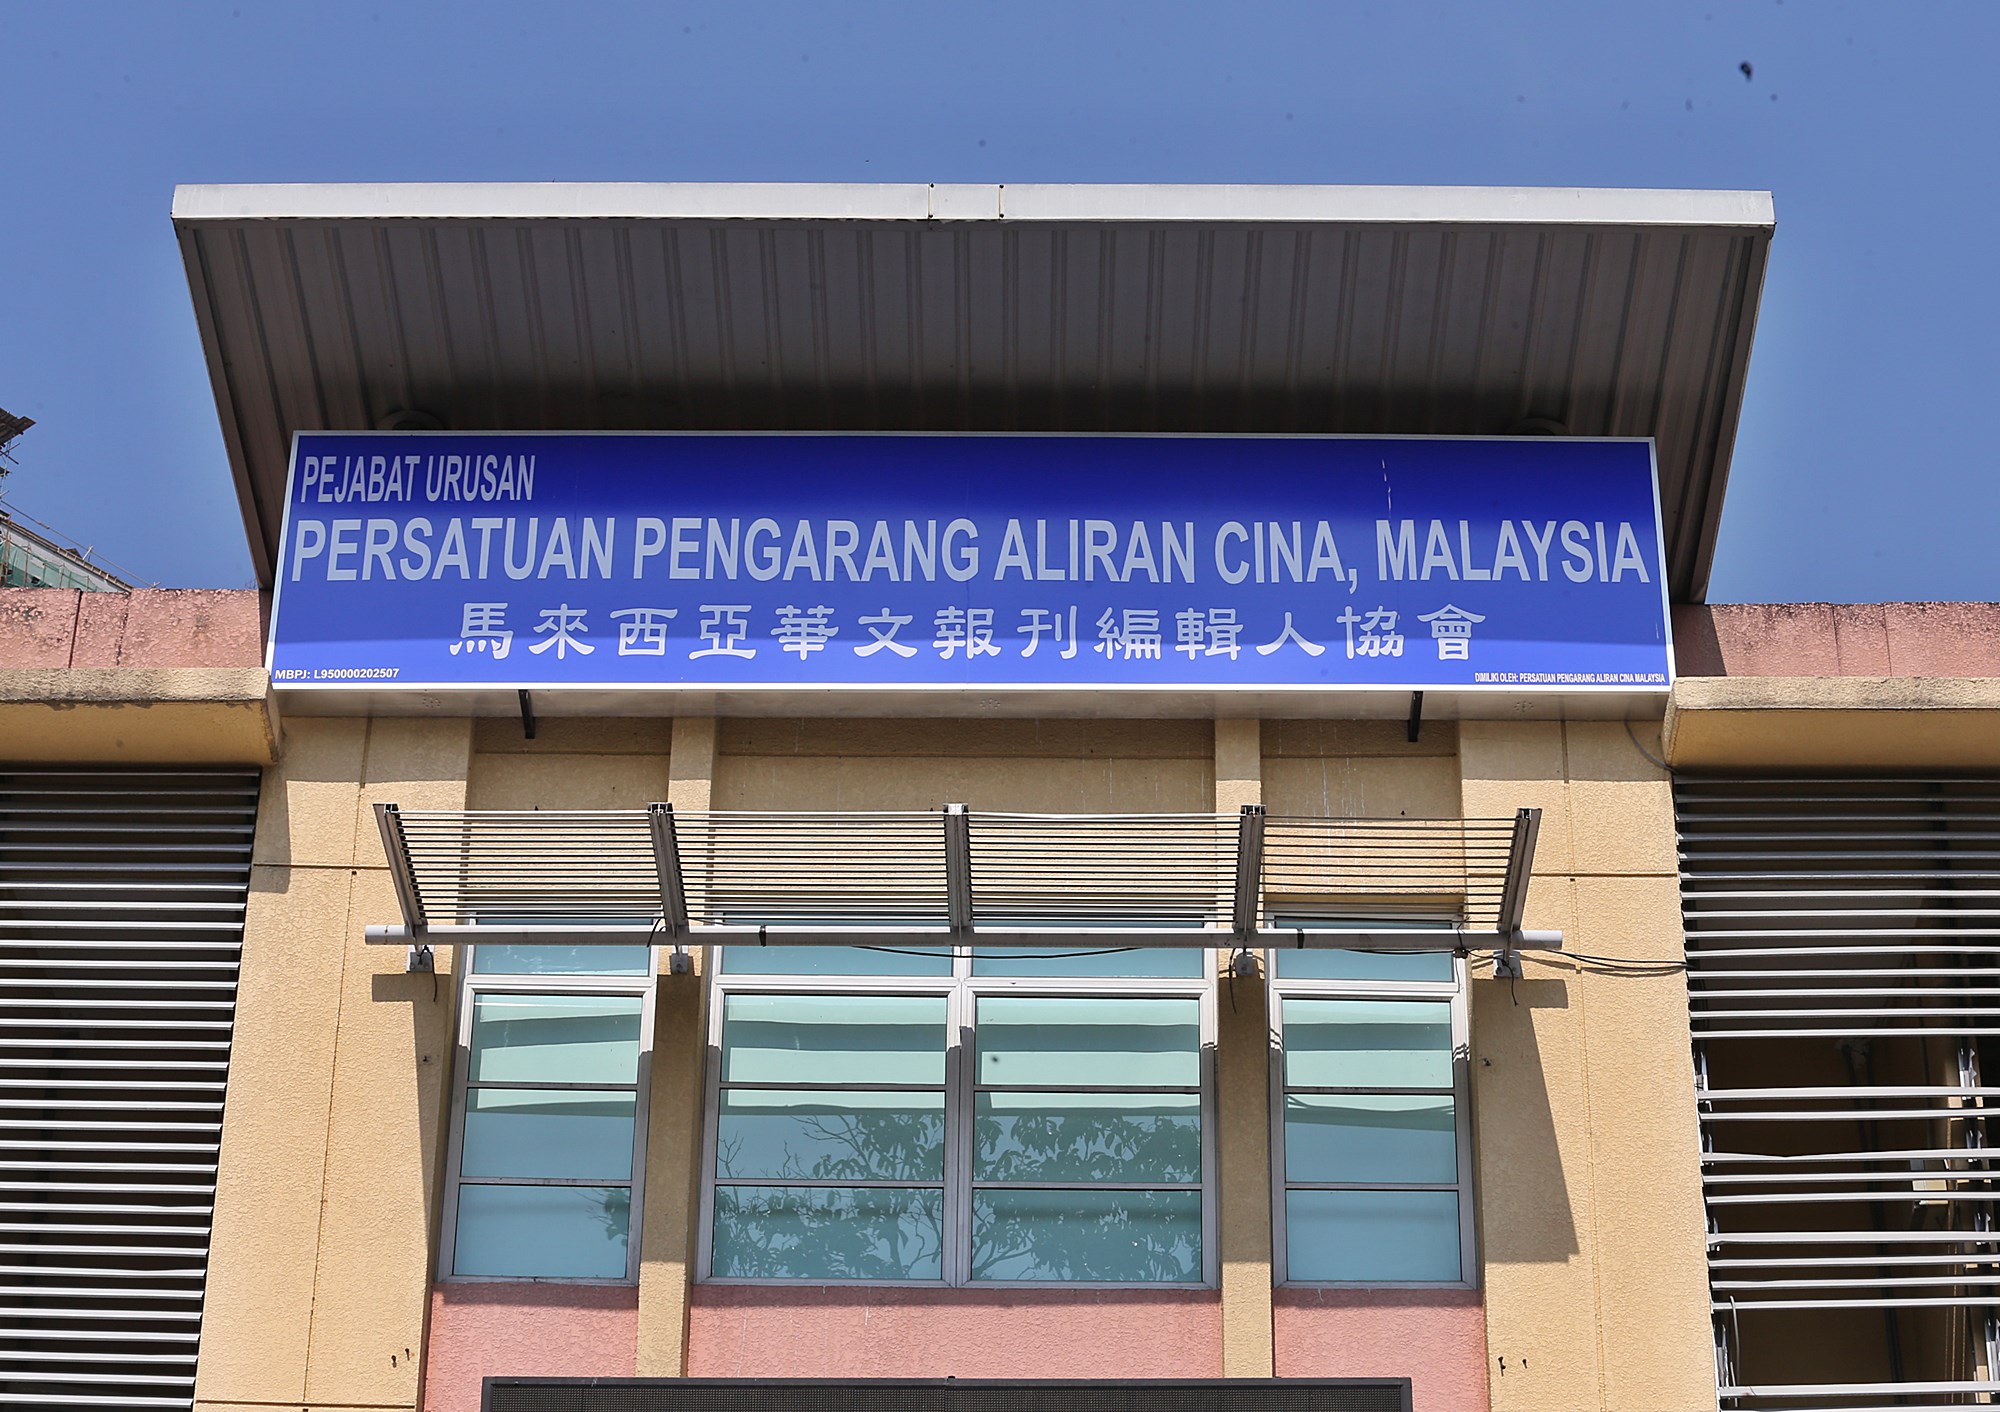 PEJABAT URUSAN
PERSATUAN PENGARANG ALIRAN CINA, MALAYSIA
馬來西亞華文報刊編輯人協會
MBPJ: L950000202507
DIMILIKI OLEH: PERSATUAN PENGARANG ALIRAN CINA MALAYSIA